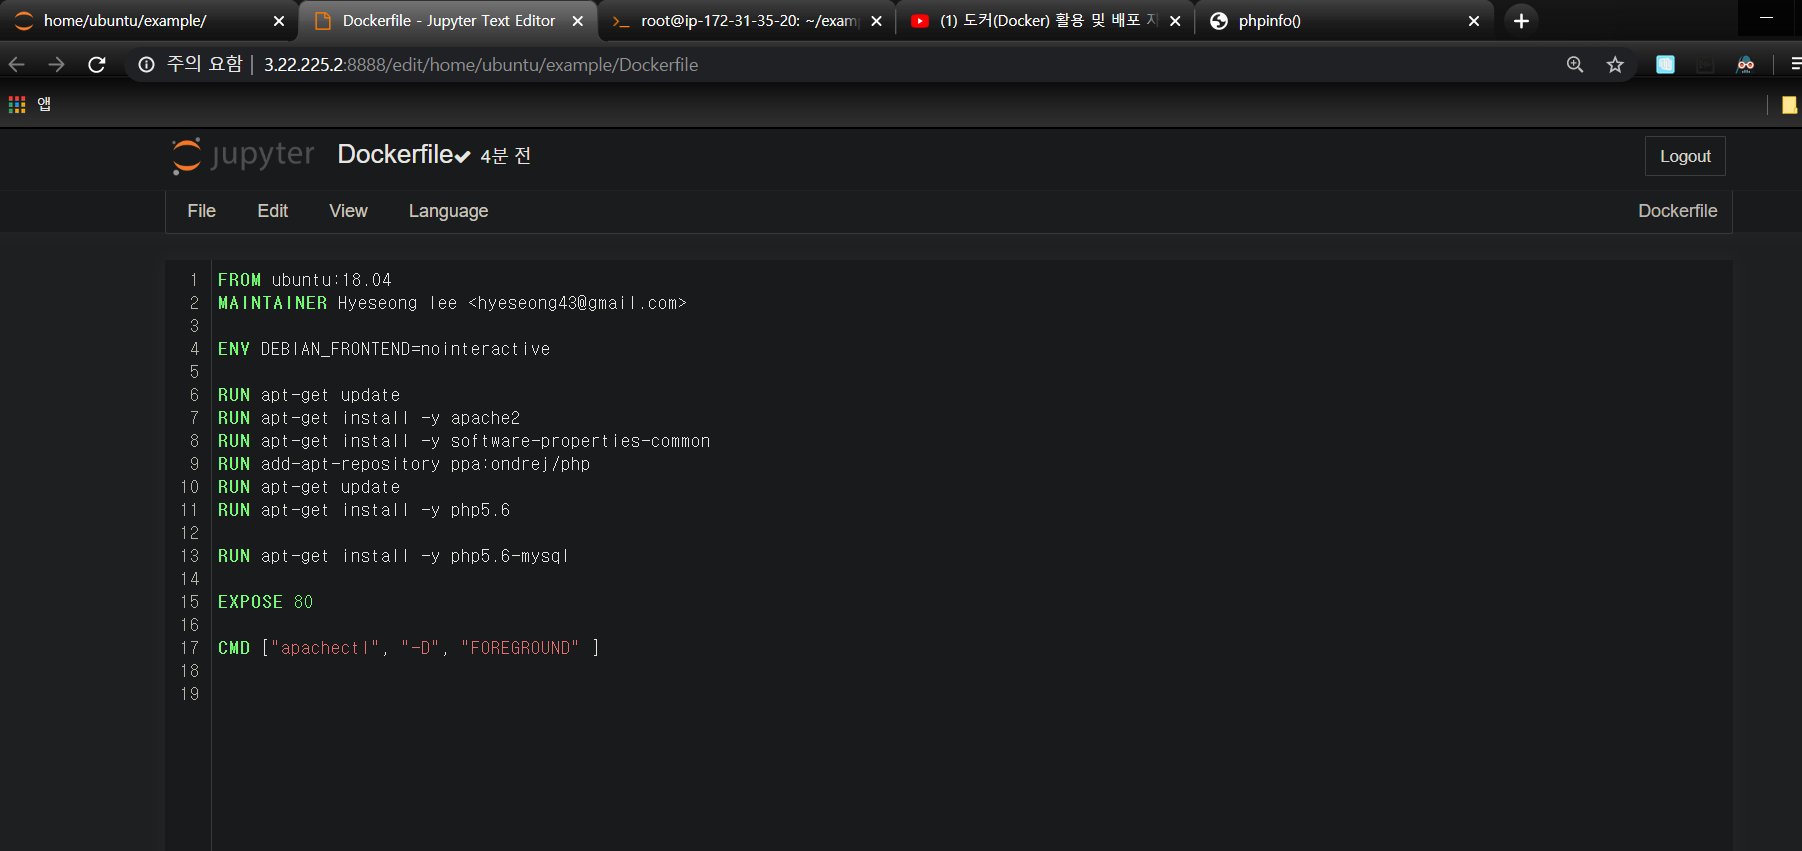 home/ubuntu/example/
Dockerfile - Jupyter Text Editor
root@ip-172-31-35-20: ~/exam
(1) 도커(Docker) 활용 및 배포 
phpinfo()
주의 요함 | 3.22.225.2:8888/edit/home/ubuntu/example/Dockerfile
앱
jupyter Dockerfile 4분 전
Logout
File Edit View Language Dockerfile
1 FROM ubuntu:18.04
2 MAINTAINER Hyeseong lee <hyeseong43@gmail.com>
3
4 ENV DEBIAN_FRONTEND=nointeractive
5
6 RUN apt-get update
7 RUN apt-get install -y apache2
8 RUN apt-get install -y software-properties-common
9 RUN add-apt-repository ppa:ondrej/php
10 RUN apt-get update
11 RUN apt-get install -y php5.6
12
13 RUN apt-get install -y php5.6-mysql
14
15 EXPOSE 80
16
17 CMD ["apachectl", "-D", "FOREGROUND" ]
18
19